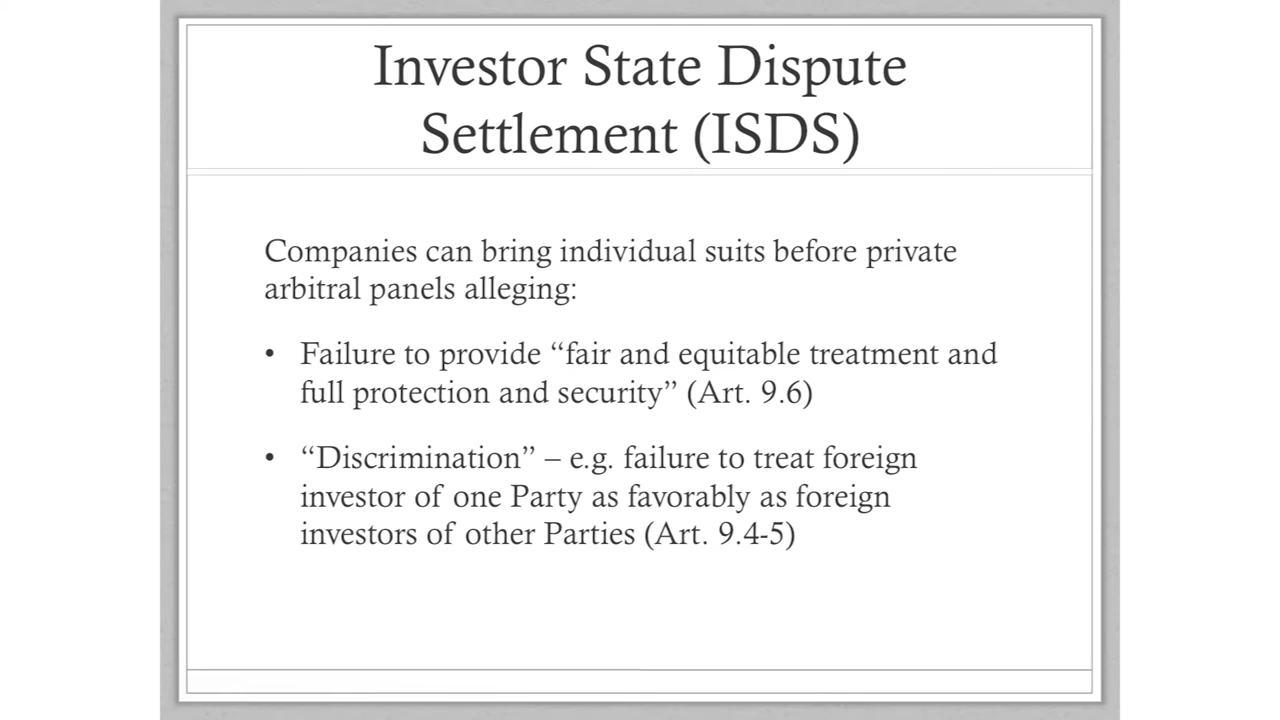 Investor State Dispute
Settlement (ISDS)
Companies can bring individual suits before private
arbitral panels alleging:
• Failure to provide “fair and equitable treatment and
full protection and security” (Art. 9.6)
• “Discrimination” – e.g. failure to treat foreign
investor of one Party as favorably as foreign
investors of other Parties (Art. 9.4-5)